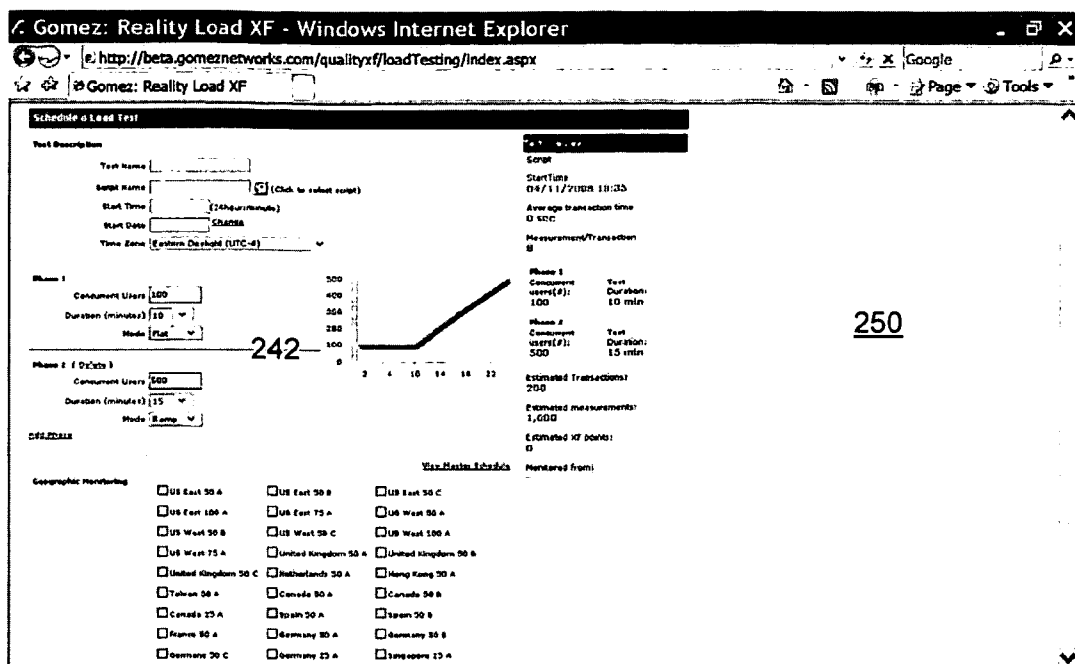 Gomez: Reality Load XF - Windows Internet Explorer
http://beta.gomeznetworks.com/qualityxf/loadTesting/index.aspx
Google
Gomez: Reality Load XF
Page
Tools
Schedule a Load Test
Test Description
Test Name
Script Name
(Click to select script)
Start Time
(24hour:minute)
Start Date
Change
Time Zone
Eastern Daylight (UTC-4)
Script
StartTime
04/11/2008 18:35
Average transaction time
0 sec
Measurement/Transaction
Phase 1
Concurrent Users 100
Duration (minutes) 10
Mode Flat
500
400
100
0
2
10 14 18 22
242
Phase 1
Concurrent users(#):
100
Test Duration:
10 min
Phase 2
Concurrent users(#):
500
Test Duration:
15 min
250
Phase 2 ( Delete )
Concurrent Users 500
Duration (minutes) 15
Mode Ramp
Add Phase
Estimated Transactions:
200
Estimated measurements:
1,000
Estimated XF points:
0
Monitored from:
View Master Schedule
Geographic Monitoring
US East 50 A US East 50 B US East 50 C
US East 100 A US East 75 A US West 50 A
US West 50 B US West 50 C US West 100 A
US West 75 A United Kingdom 50 A United Kingdom 50 B
United Kingdom 50 C Netherlands 50 A Hong Kong 50 A
Taiwan 50 A Canada 50 A Canada 50 B
Canada 25 A Spain 50 A Spain 50 B
France 50 A Germany 50 A Germany 50 B
Germany 50 C Germany 25 A Singapore 25 A